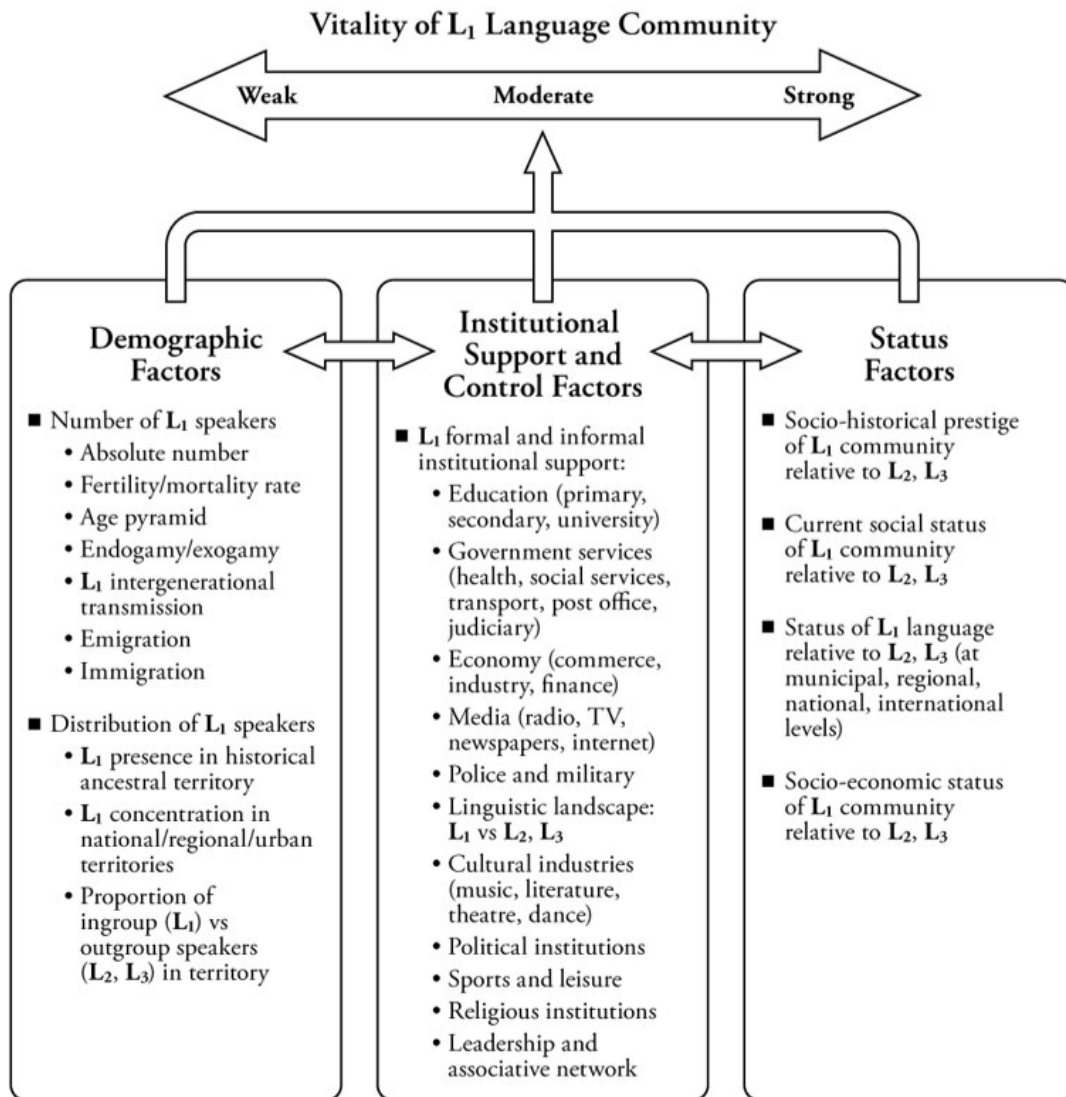 Vitality of L₁ Language Community
Weak Moderate Strong
Demographic
Factors
■ Number of L₁ speakers
• Absolute number
• Fertility/mortality rate
• Age pyramid
• Endogamy/exogamy
• L₁ intergenerational
transmission
• Emigration
• Immigration
■ Distribution of L₁ speakers
• L₁ presence in historical
ancestral territory
• L₁ concentration in
national/regional/urban
territories
• Proportion of
ingroup (L₁) vs
outgroup speakers
(L₂, L₃) in territory
Institutional
Support and
Control Factors
■ L₁ formal and informal
institutional support:
• Education (primary,
secondary, university)
• Government services
(health, social services,
transport, post office,
judiciary)
• Economy (commerce,
industry, finance)
• Media (radio, TV,
newspapers, internet)
• Police and military
• Linguistic landscape:
L₁ vs L₂, L₃
• Cultural industries
(music, literature,
theatre, dance)
• Political institutions
• Sports and leisure
• Religious institutions
• Leadership and
associative network
Status
Factors
■ Socio-historical prestige
of L₁ community
relative to L₂, L₃
■ Current social status
of L₁ community
relative to L₂, L₃
■ Status of L₁ language
relative to L₂, L₃ (at
municipal, regional,
national, international
levels)
■ Socio-economic status
of L₁ community
relative to L₂, L₃